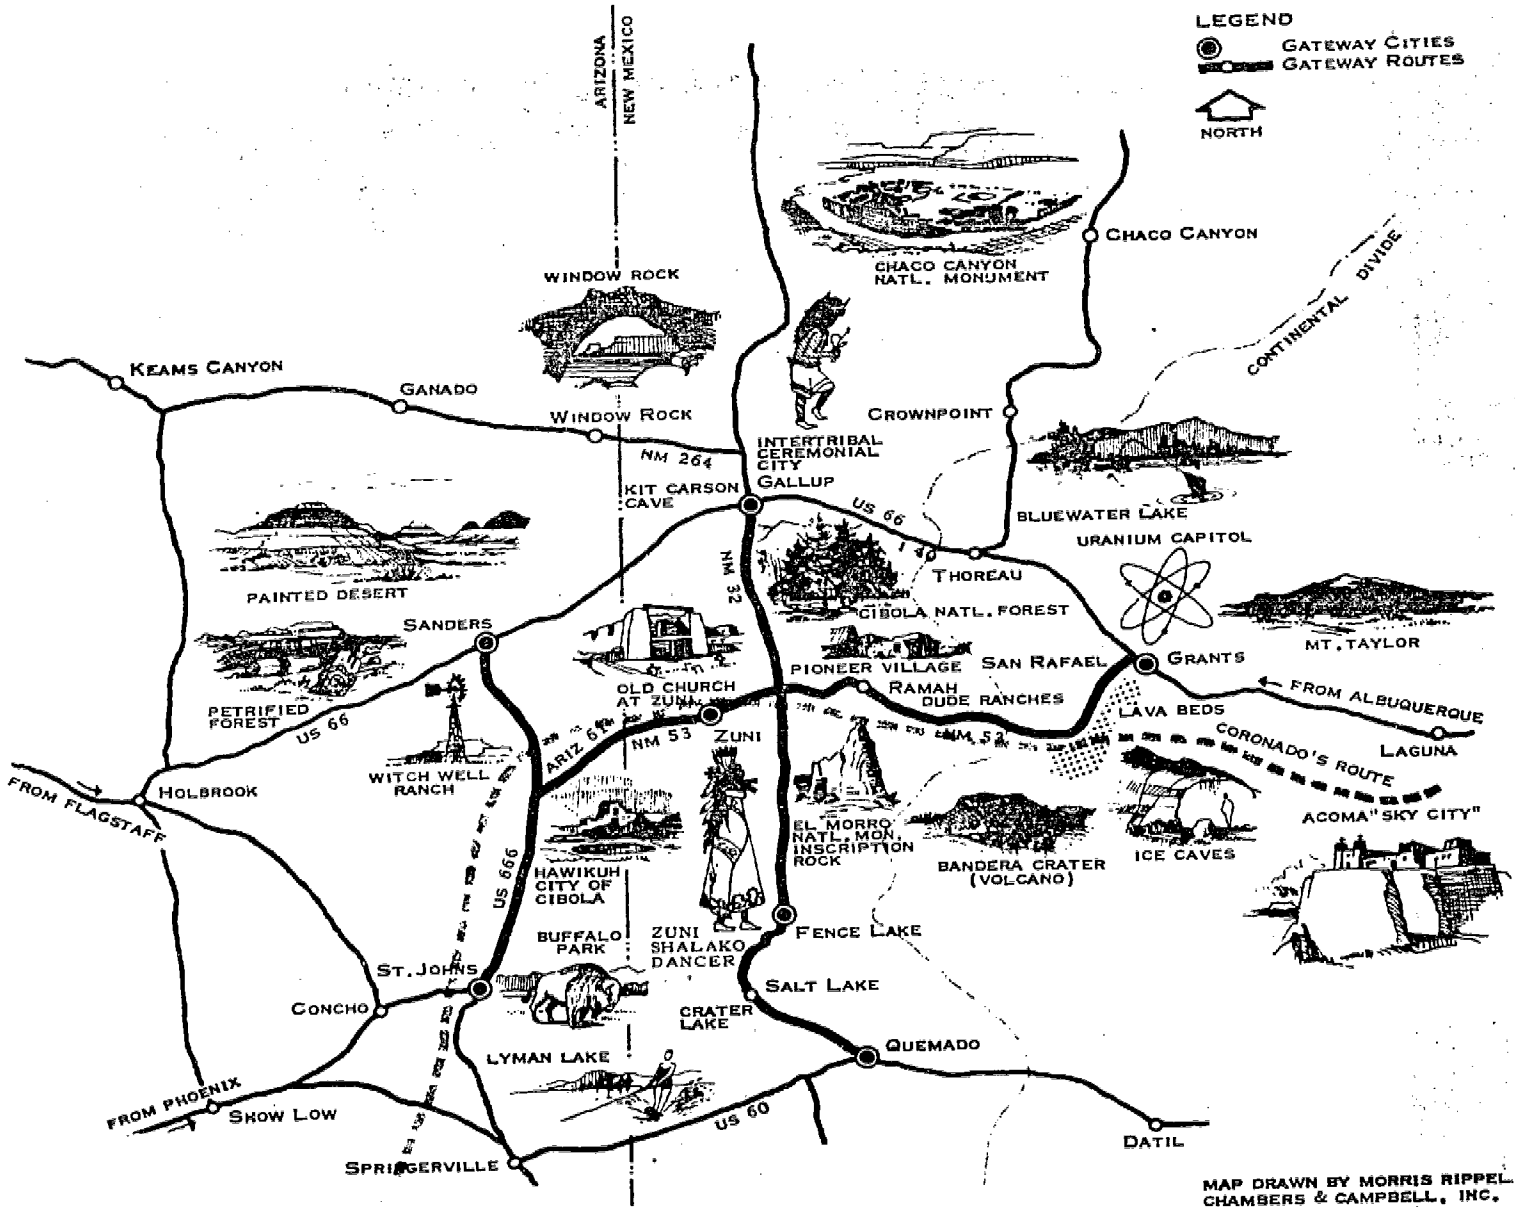 LEGEND
GATEWAY CITIES
GATEWAY ROUTES
NORTH
ARIZONA
NEW MEXICO
CHACO CANYON
CHACO CANYON
NATL. MONUMENT
CONTINENTAL DIVIDE
WINDOW ROCK
KEAMS CANYON
GANADO
WINDOW ROCK
NM 264
CROWNPOINT
INTERTRIBAL
CEREMONIAL
CITY
GALLUP
KIT CARSON
CAVE
US 66
I 40
BLUEWATER LAKE
URANIUM CAPITOL
THOREAU
NM 32
PAINTED DESERT
CIBOLA NATL. FOREST
SANDERS
MT. TAYLOR
PIONEER VILLAGE
SAN RAFAEL
GRANTS
OLD CHURCH
AT ZUNI
RAMAH
DUDE RANCHES
FROM ALBUQUERQUE
PETRIFIED
FOREST
US 66
LAVA BEDS
ARIZ 61
NM 53
ZUNI
NM 53
CORONADO'S ROUTE
LAGUNA
WITCH WELL
RANCH
FROM FLAGSTAFF
HOLBROOK
ACOMA "SKY CITY"
EL MORRO
NATL. MON.
INSCRIPTION
ROCK
BANDERA CRATER
(VOLCANO)
ICE CAVES
US 666
HAWIKUH
CITY OF
CIBOLA
BUFFALO
PARK
ZUNI
SHALAKO
DANCER
FENCE LAKE
ST. JOHNS
SALT LAKE
CONCHO
CRATER
LAKE
QUEMADO
LYMAN LAKE
FROM PHOENIX
SHOW LOW
US 60
DATIL
SPRINGERVILLE
MAP DRAWN BY MORRIS RIPPEL
CHAMBERS & CAMPBELL, INC.